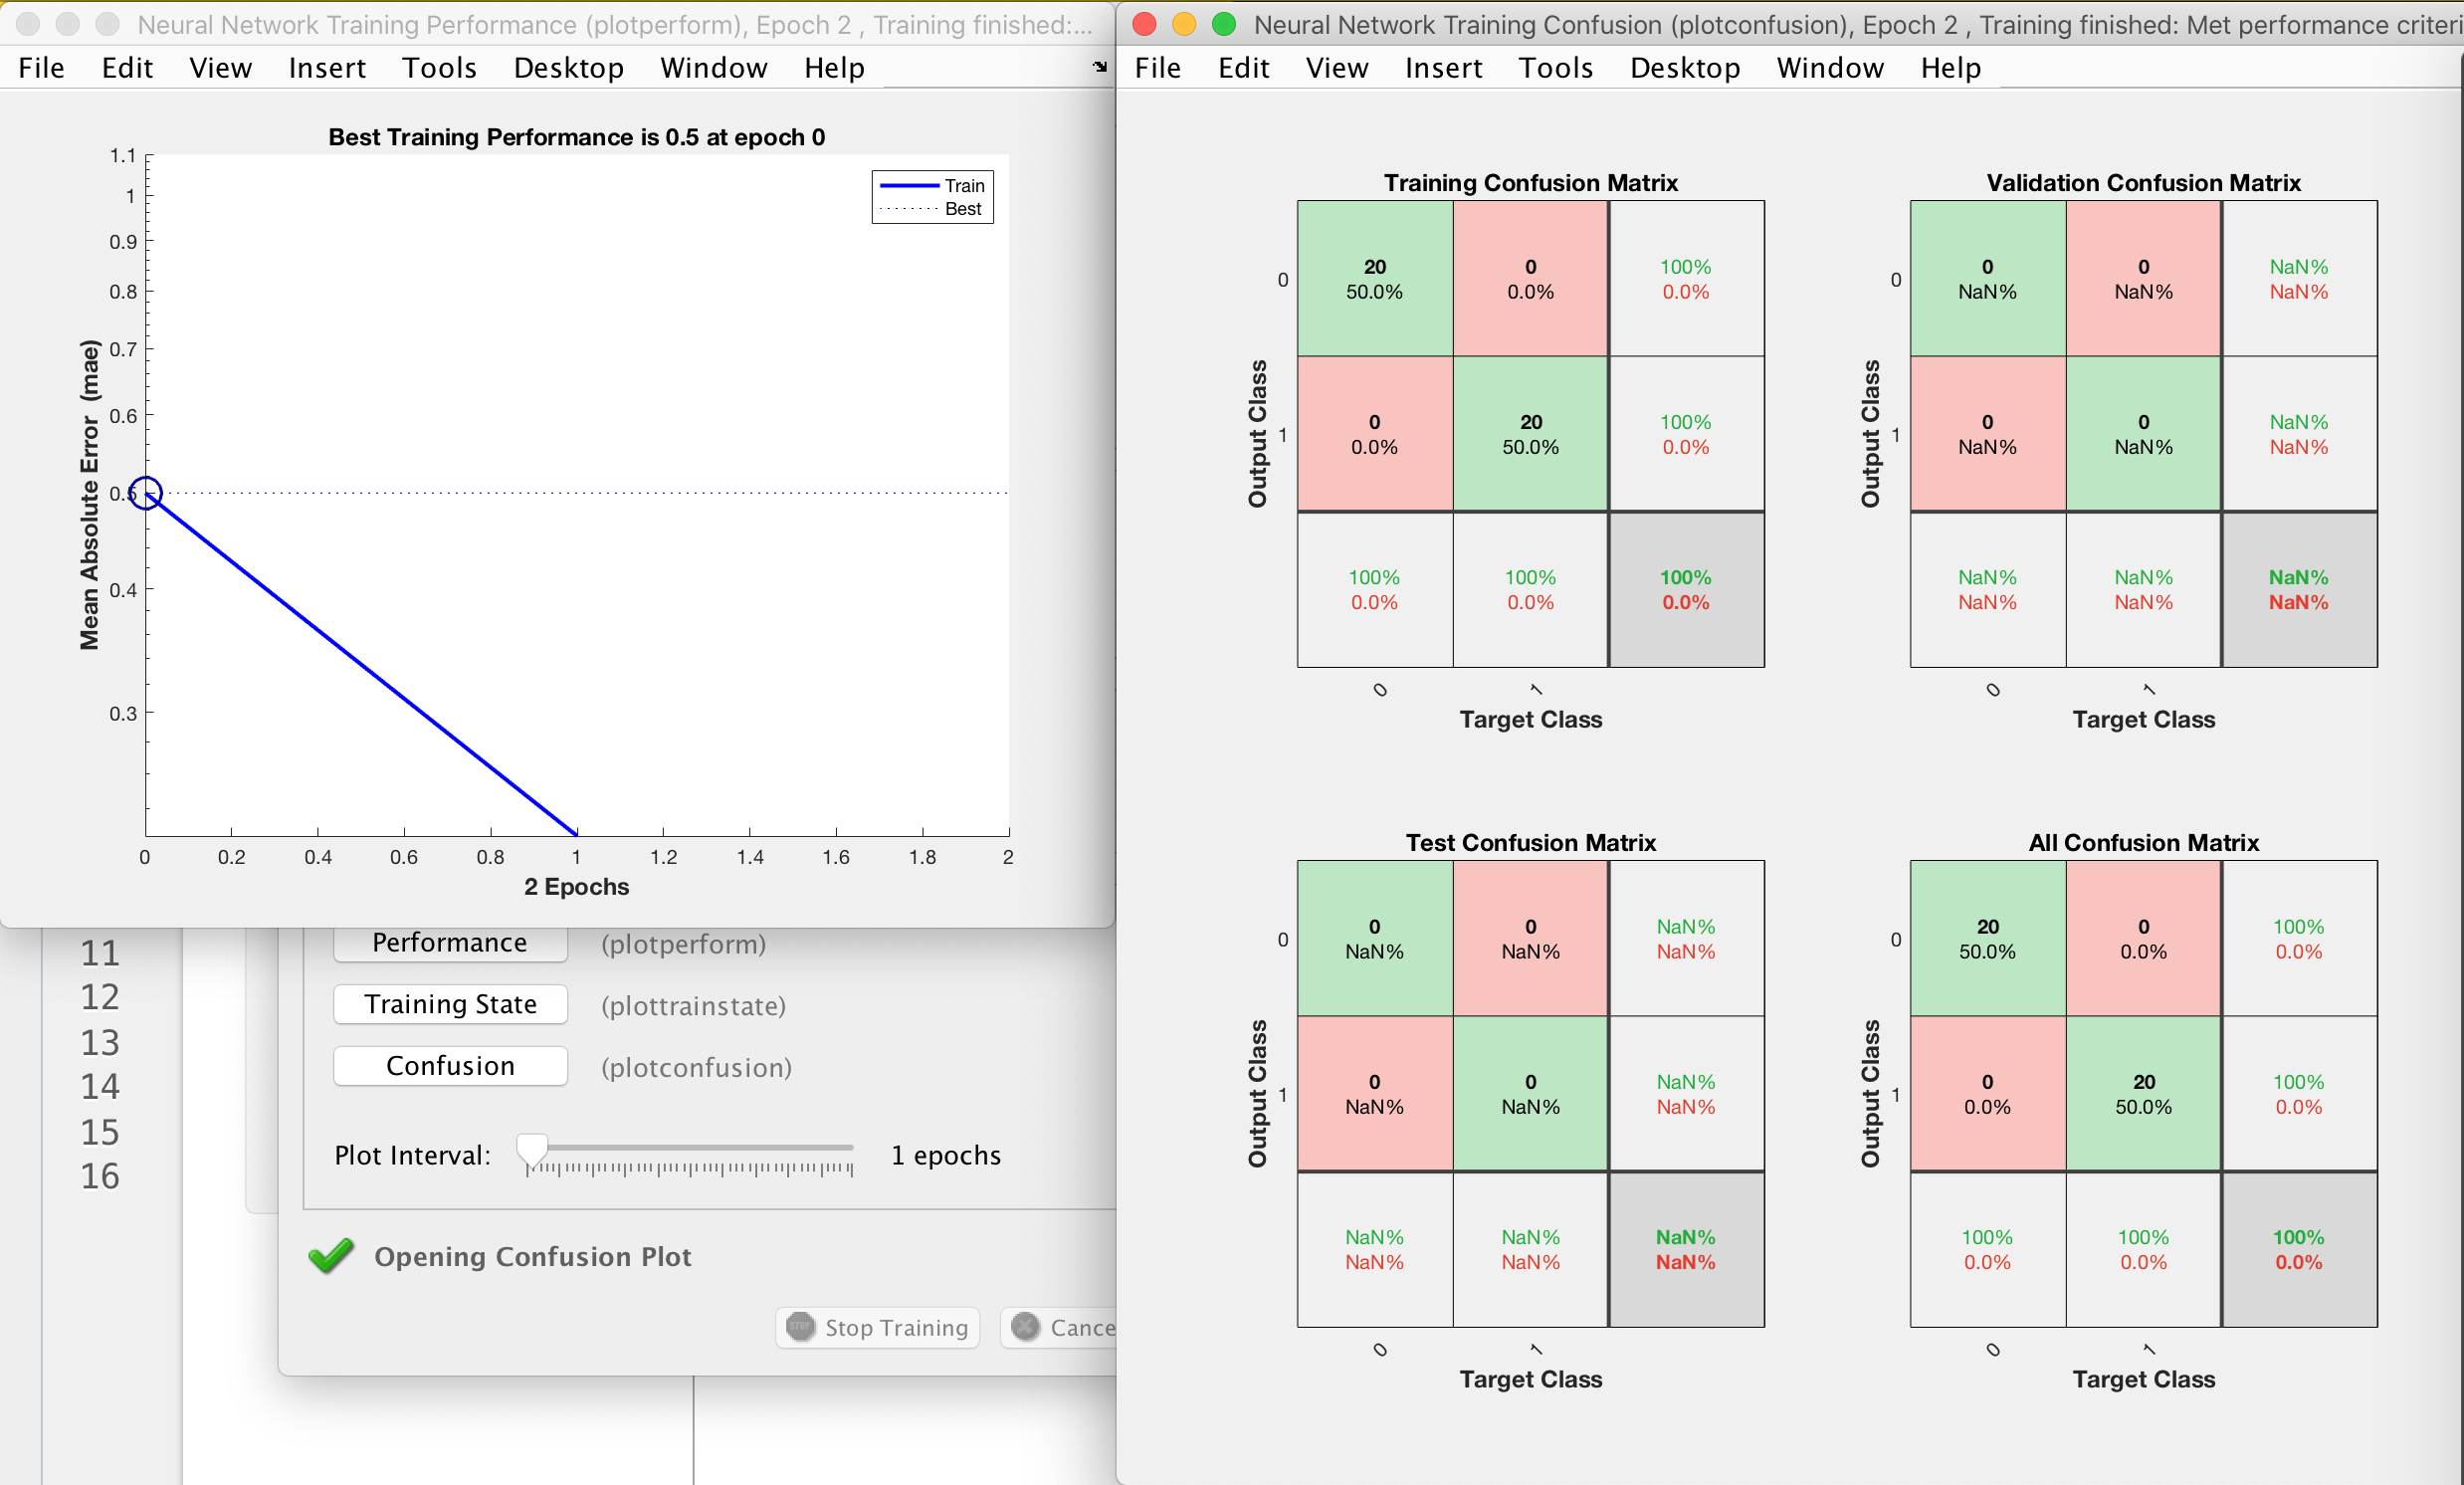 Neural Network Training Performance (plotperform), Epoch 2 , Training finished:...
File Edit View Insert Tools Desktop Window Help
Best Training Performance is 0.5 at epoch 0
Train
Best
1.1
1
0.9
0.8
0.7
0.6
0.5
0.4
0.3
Mean Absolute Error (mae)
0 0.2 0.4 0.6 0.8 1 1.2 1.4 1.6 1.8 2
2 Epochs
11
12
13
14
15
16
Performance (plotperform)
Training State (plottrainstate)
Confusion (plotconfusion)
Plot Interval: 1 epochs
Opening Confusion Plot
STOP Stop Training Cance
Neural Network Training Confusion (plotconfusion), Epoch 2 , Training finished: Met performance criteri
File Edit View Insert Tools Desktop Window Help
Training Confusion Matrix
Output Class
0
20 0 100%
50.0% 0.0% 0.0%
1
0 20 100%
0.0% 50.0% 0.0%
100% 100% 100%
0.0% 0.0% 0.0%
0 1
Target Class
Validation Confusion Matrix
Output Class
0
0 0 NaN%
NaN% NaN% NaN%
1
0 0 NaN%
NaN% NaN% NaN%
NaN% NaN% NaN%
NaN% NaN% NaN%
0 1
Target Class
Test Confusion Matrix
Output Class
0
0 0 NaN%
NaN% NaN% NaN%
1
0 0 NaN%
NaN% NaN% NaN%
NaN% NaN% NaN%
NaN% NaN% NaN%
0 1
Target Class
All Confusion Matrix
Output Class
0
20 0 100%
50.0% 0.0% 0.0%
1
0 20 100%
0.0% 50.0% 0.0%
100% 100% 100%
0.0% 0.0% 0.0%
0 1
Target Class